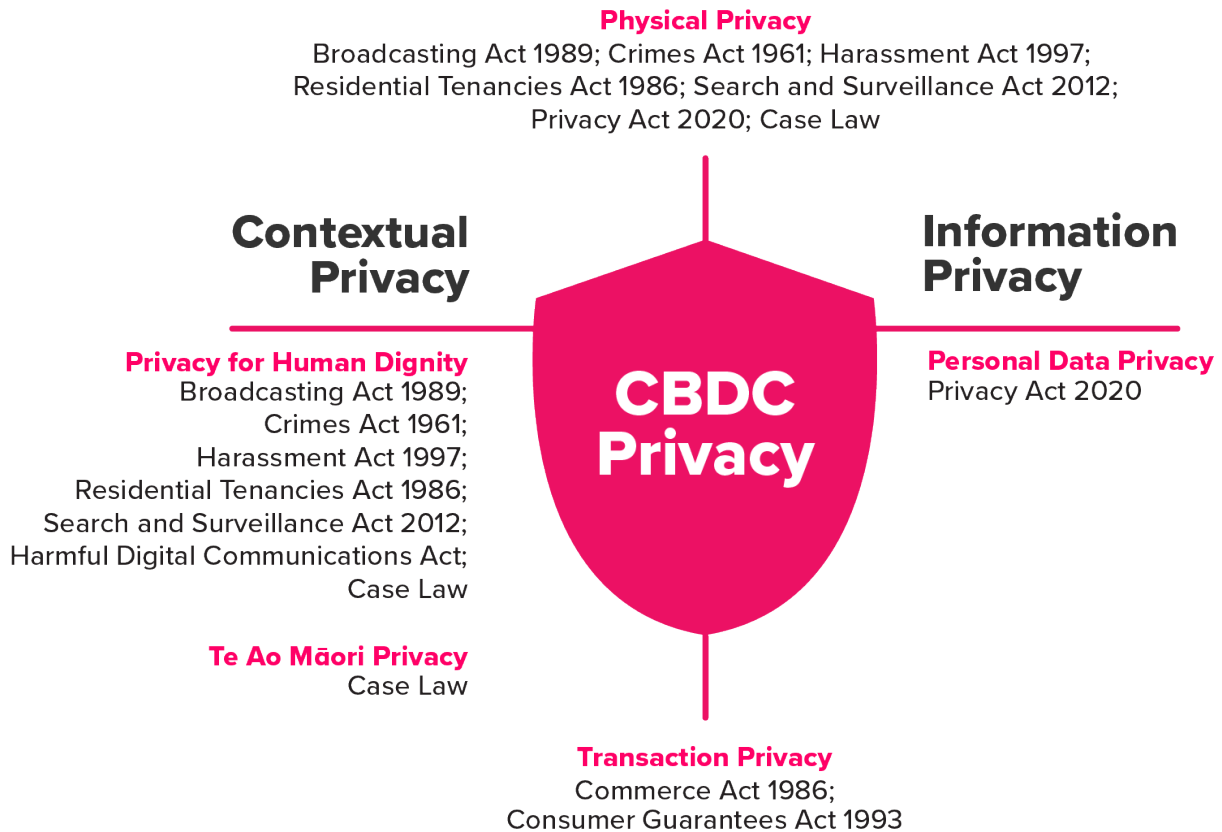 Physical Privacy
Broadcasting Act 1989; Crimes Act 1961; Harassment Act 1997;
Residential Tenancies Act 1986; Search and Surveillance Act 2012;
Privacy Act 2020; Case Law
Contextual
Privacy
Privacy for Human Dignity
Broadcasting Act 1989;
Crimes Act 1961;
Harassment Act 1997;
Residential Tenancies Act 1986;
Search and Surveillance Act 2012;
Harmful Digital Communications Act;
Case Law
Te Ao Māori Privacy
Case Law
CBDC
Privacy
Information
Privacy
Personal Data Privacy
Privacy Act 2020
Transaction Privacy
Commerce Act 1986;
Consumer Guarantees Act 1993